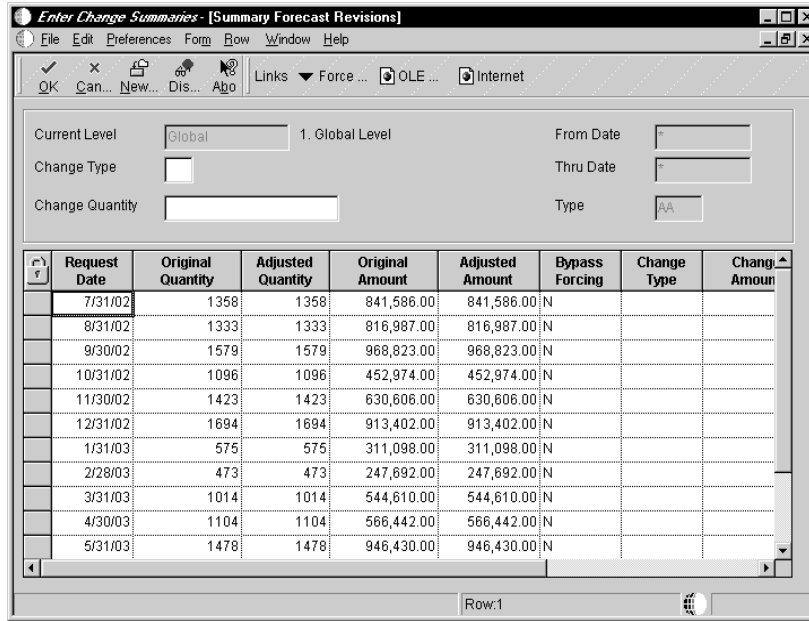 Enter Change Summaries - [Summary Forecast Revisions]
File Edit Preferences Form Row Window Help
OK Can... New... Dis... Abo Links Force ... OLE ... Internet
Current Level Global 1. Global Level From Date *
Change Type Thru Date *
Change Quantity Type AA
Request Date Original Quantity Adjusted Quantity Original Amount Adjusted Amount Bypass Forcing Change Type Chang Amoun
7/31/02 1358 1358 841,586.00 841,586.00 N
8/31/02 1333 1333 816,987.00 816,987.00 N
9/30/02 1579 1579 968,823.00 968,823.00 N
10/31/02 1096 1096 452,974.00 452,974.00 N
11/30/02 1423 1423 630,606.00 630,606.00 N
12/31/02 1694 1694 913,402.00 913,402.00 N
1/31/03 575 575 311,098.00 311,098.00 N
2/28/03 473 473 247,692.00 247,692.00 N
3/31/03 1014 1014 544,610.00 544,610.00 N
4/30/03 1104 1104 566,442.00 566,442.00 N
5/31/03 1478 1478 946,430.00 946,430.00 N
Row:1